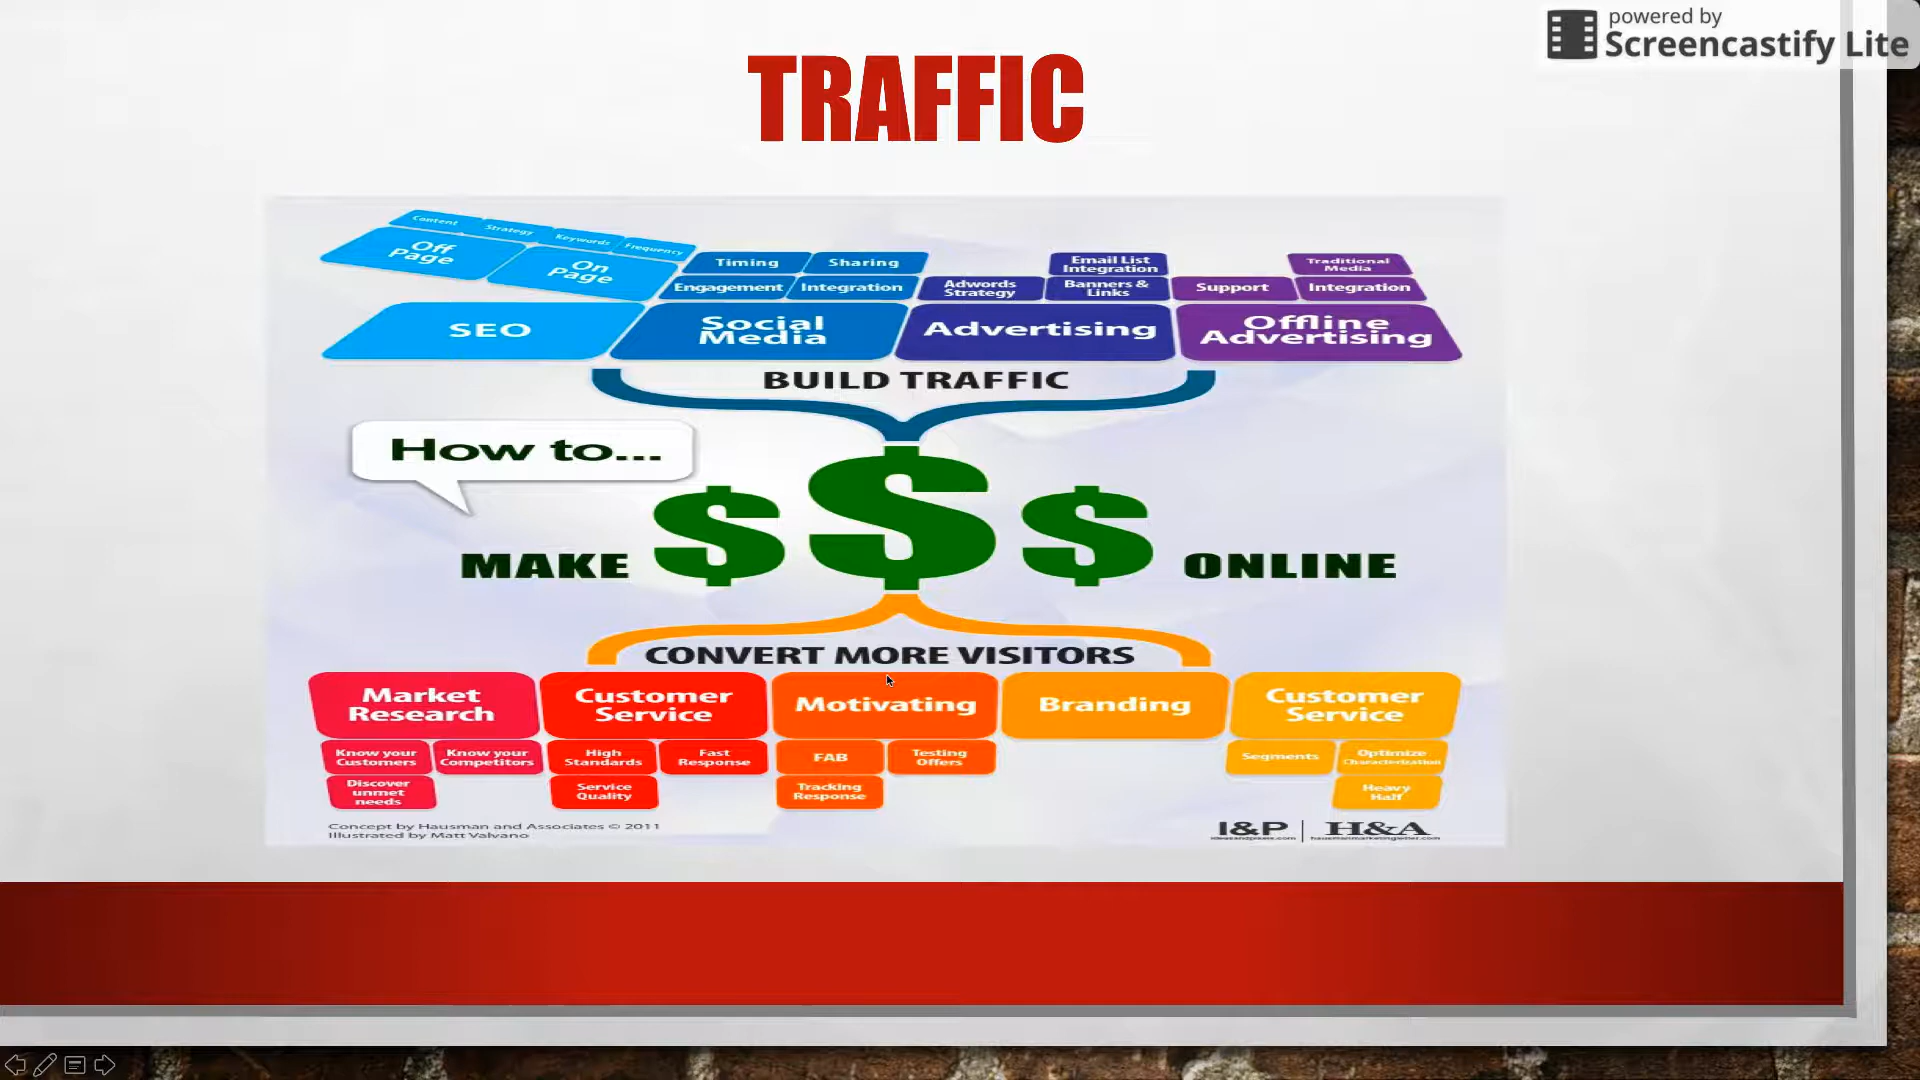 powered by
Screencastify Lite
TRAFFIC
Content
Strategy
Keywords
Frequency
Off
Page
On
Page
Timing
Sharing
Engagement
Integration
Adwords
Strategy
Email List
Integration
Banners &
Links
Support
Traditional
Media
Integration
SEO
Social
Media
Advertising
Offline
Advertising
BUILD TRAFFIC
How to...
MAKE $$$ ONLINE
CONVERT MORE VISITORS
Market
Research
Customer
Service
Motivating
Branding
Customer
Service
Know your
Customers
Know your
Competitors
High
Standards
Fast
Response
FAB
Testing
Offers
Segments
Optimize
Characterization
Discover
unmet
needs
Service
Quality
Tracking
Response
Heavy
Half
Concept by Hausman and Associates © 2011
Illustrated by Matt Valvano
I&P
H&A